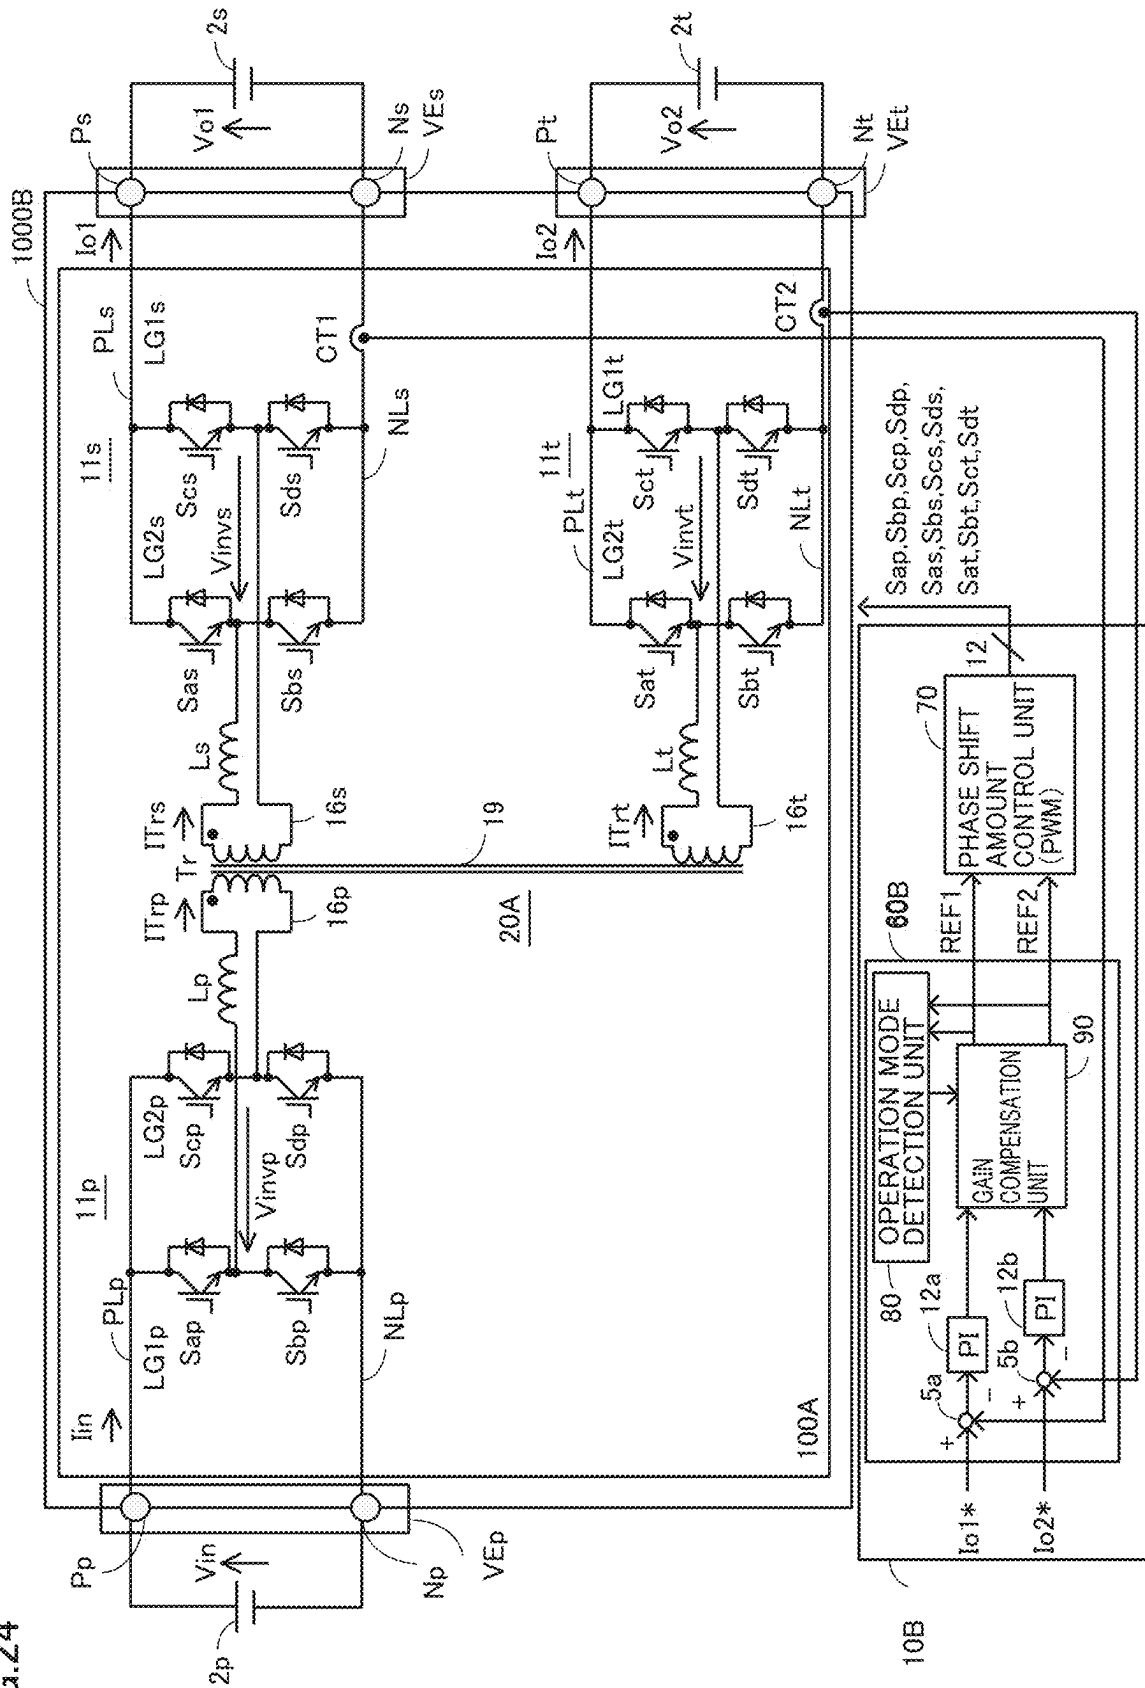 g.24
1000B
Ps
2s
Vo1
Ns
VEs
Io1
PLs
LG1s
CT1
11s
Scs
Sds
NLs
LG2s
Vinvs
Sas
Sbs
Ls
ITrs
16s
Tr
ITrp
16p
19
20A
Lp
LG2p
Scp
Sdp
11p
Vinvp
PLp
LG1p
Sap
Sbp
NLp
Iin
Pp
Vin
2p
Np
VEp
100A
Pt
2t
Vo2
Nt
VEt
Io2
CT2
LG1t
11t
Sct
Sdt
PLt
LG2t
Vinvt
NLt
Sat
Sbt
Lt
ITrt
16t
Sap,Sbp,Scp,Sdp,
Sas,Sbs,Scs,Sds,
Sat,Sbt,Sct,Sdt
12
70
PHASE SHIFT
AMOUNT
CONTROL UNIT
(PWM)
60B
REF1
REF2
OPERATION MODE
DETECTION UNIT
80
GAIN
COMPENSATION
UNIT
90
12a
PI
12b
PI
5a
+
-
5b
+
-
Io1*
Io2*
10B